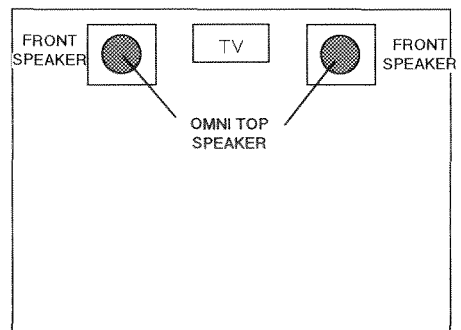 FRONT
SPEAKER
TV
FRONT
SPEAKER
OMNI TOP
SPEAKER